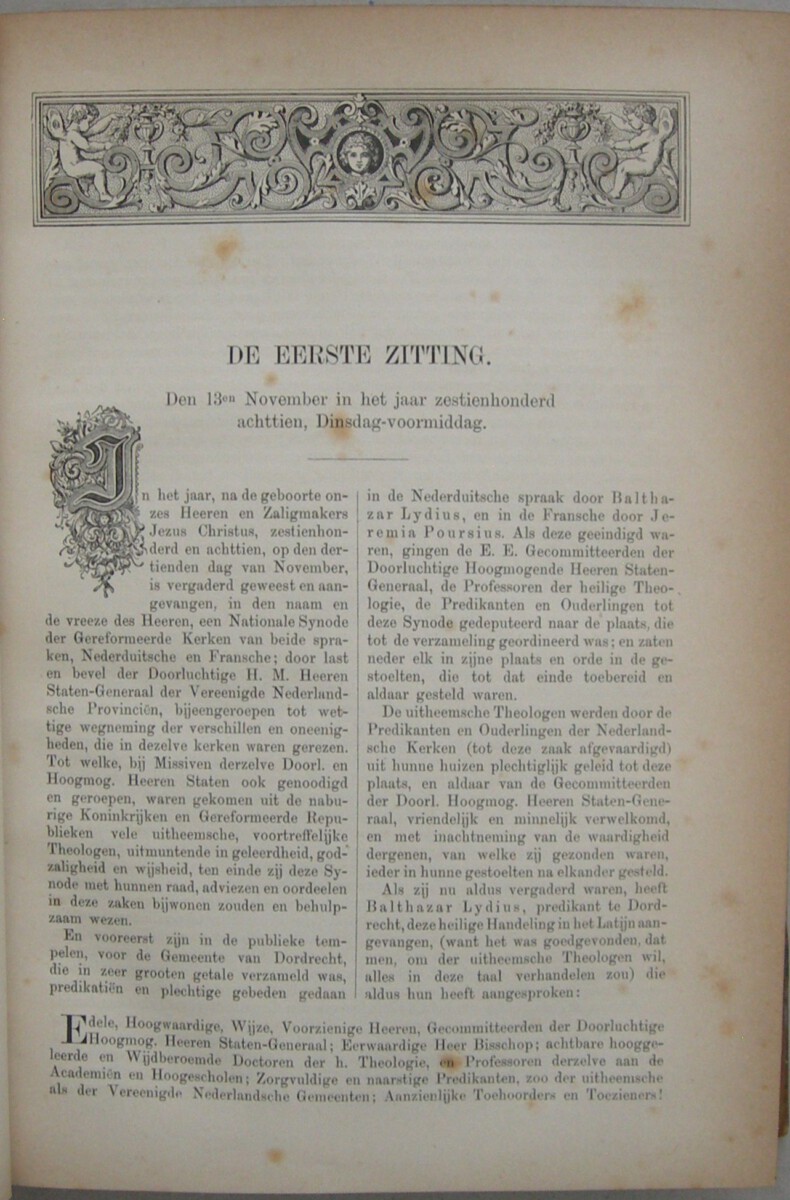 DE EERSTE ZITTING.
Den 13en November in het jaar zestienhonderd
achttien, Dinsdag-voormiddag.
In het jaar, na de geboorte on-
zes Heeren en Zaligmakers
Jezus Christus, zestienhon-
derd en achttien, op den der-
tienden dag van November,
is vergaderd geweest en aan-
gevangen, in den naam en
de vreeze des Heeren, een Nationale Synode
der Gereformeerde Kerken van beide spra-
ken, Nederduitsche en Fransche; door last
en bevel der Doorluchtige H. M. Heeren
Staten-Generaal der Vereenigde Nederland-
sche Provinciën, bijeengeroepen tot wet-
tige wegneming der verschillen en oneenig-
heden, die in dezelve kerken waren gerezen.
Tot welke, bij Missiven derzelve Doorl. en
Hoogmog. Heeren Staten ook genoodigd
en geroepen, waren gekomen uit de nabu-
rige Koninkrijken en Gereformeerde Repu-
blieken vele uitheemsche, voortreffelijke
Theologen, uitmuntende in geleerdheid, god-
zaligheid en wijsheid, ten einde zij deze Sy-
node met hunnen raad, adviezen en oordeelen
in deze zaken bijwonen zouden en behulp-
zaam wezen.
En vooreerst zijn in de publieke tem-
pelen, voor de Gemeente van Dordrecht,
die in zeer grooten getale verzameld was,
predikatiën en plechtige gebeden gedaan
in de Nederduitsche spraak door Baltha-
zar Lydius, en in de Fransche door Je-
remia Poursius. Als deze geeindigd wa-
ren, gingen de E. E. Gecommitteerden der
Doorluchtige Hoogmogende Heeren Staten-
Generaal, de Professoren der heilige Theo-
logie, de Predikanten en Ouderlingen tot
deze Synode gedeputeerd naar de plaats, die
tot de verzameling geordineerd was; en zaten
neder elk in zijne plaats en orde in de ge-
stoelten, die tot dat einde toebereid en
aldaar gesteld waren.
De uitheemsche Theologen werden door de
Predikanten en Ouderlingen der Nederland-
sche Kerken (tot deze zaak afgevaardigd)
uit hunne huizen plechtiglijk geleid tot deze
plaats, en aldaar van de Gecommitteerden
der Doorl. Hoogmog. Heeren Staten-Gene-
raal, vriendelijk en minnelijk verwelkomd,
en met inachtneming van de waardigheid
dergenen, van welke zij gezonden waren,
ieder in hunne gestoelten na elkander gesteld.
Als zij nu aldus vergaderd waren, heeft
Balthazar Lydius, predikant te Dord-
recht, deze heilige Handeling in het Latijn aan-
gevangen, (want het was goedgevonden, dat
men, om der uitheemsche Theologen wil,
alles in deze taal verhandelen zou) die
aldus hun heeft aangesproken:
Edele, Hoogwaardige, Wijze, Voorzienige Heeren, Gecommitteerden der Doorluchtige
Hoogmog. Heeren Staten-Generaal; Eerwaardige Heer Bisschop; achtbare hoogge-
leerde en Wijdberoemde Doctoren der h. Theologie, en Professoren derzelve aan de
Academiën en Hoogescholen; Zorgvuldige en naarstige Predikanten, zoo der uitheemsche
als der Vereenigde Nederlandsche Gemeenten; Aanzienlijke Toehoorders en Toezieners!